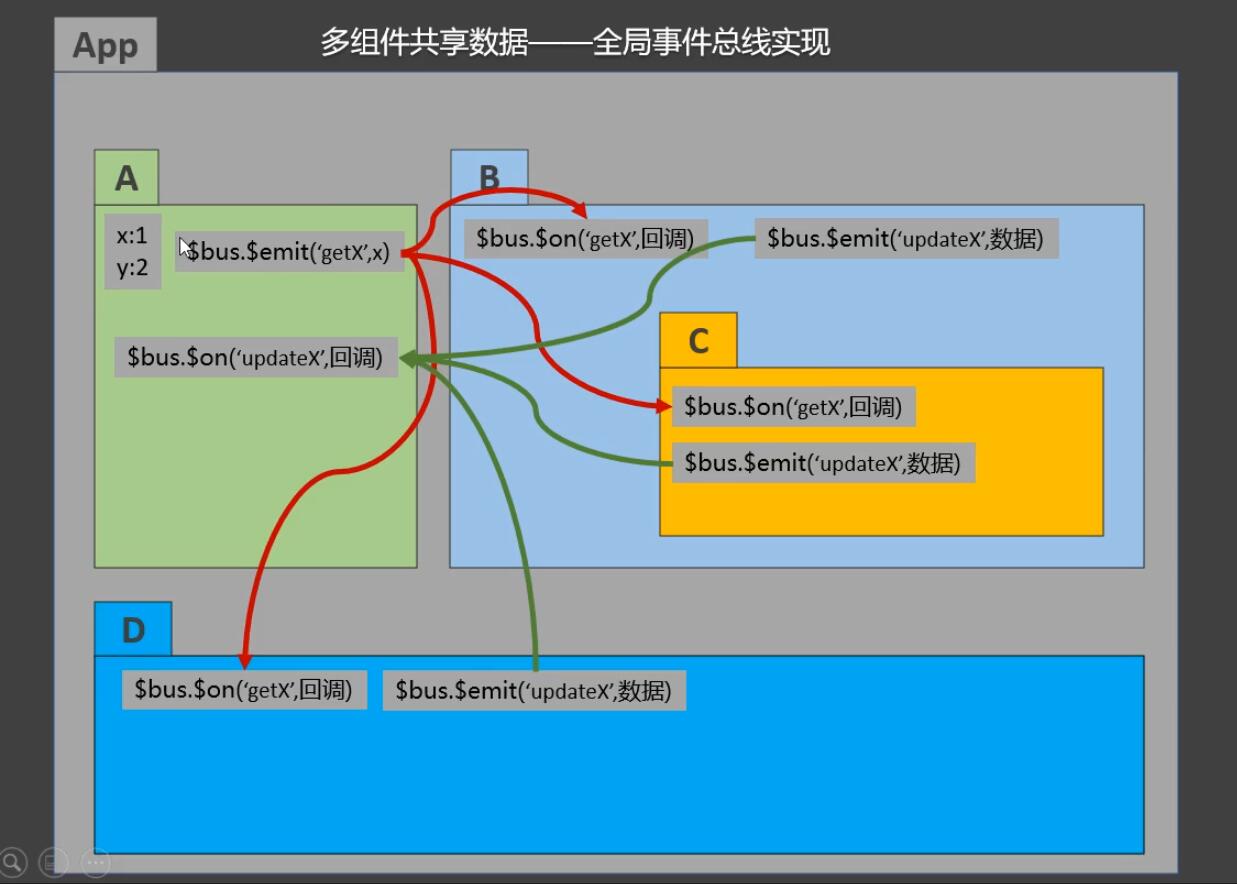 App
多组件共享数据——全局事件总线实现
A
x:1
y:2
$bus.$emit(‘getX’,x)
$bus.$on(‘updateX’,回调)
B
$bus.$on(‘getX’,回调)
$bus.$emit(‘updateX’,数据)
C
$bus.$on(‘getX’,回调)
$bus.$emit(‘updateX’,数据)
D
$bus.$on(‘getX’,回调)
$bus.$emit(‘updateX’,数据)